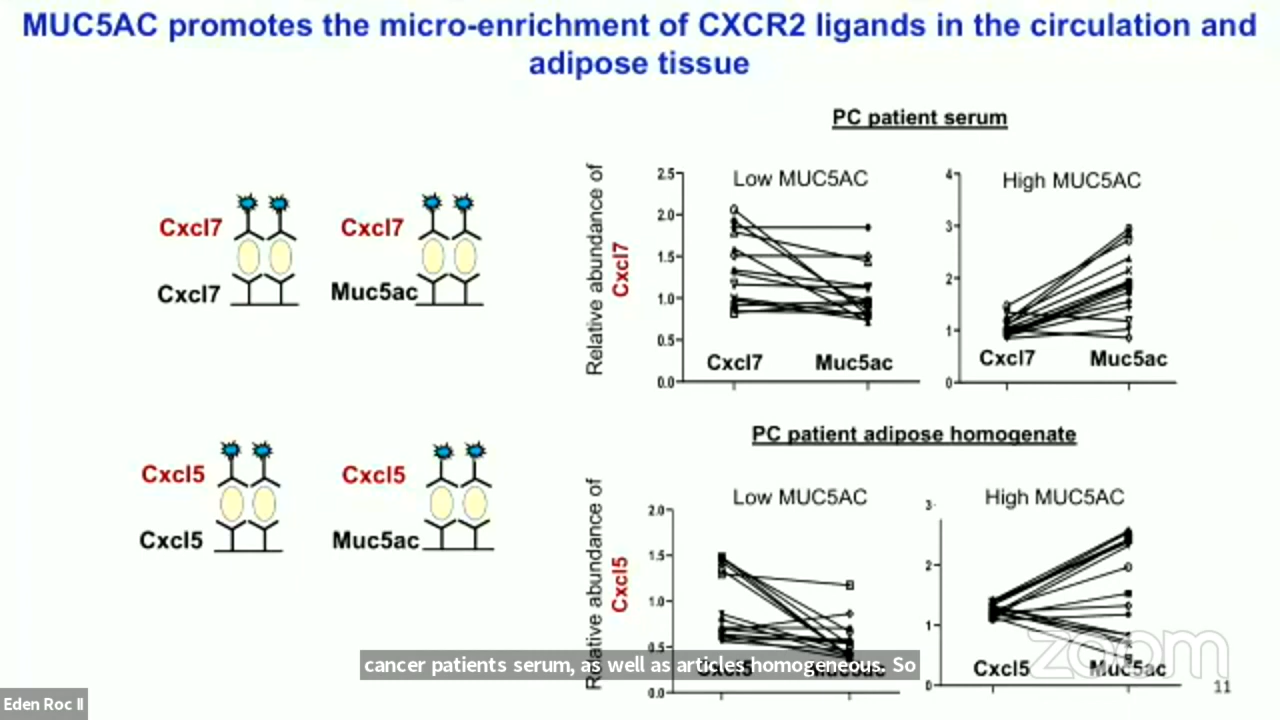 MUC5AC promotes the micro-enrichment of CXCR2 ligands in the circulation and
adipose tissue
PC patient serum
Low MUC5AC
High MUC5AC
Cxcl7
Cxcl7
Cxcl7
Muc5ac
Relative abundance of
Cxcl7
2.5
2.0
1.5
1.0
0.5
0.0
Cxcl7
Muc5ac
4
3
2
1
0
Cxcl7
Muc5ac
PC patient adipose homogenate
Low MUC5AC
High MUC5AC
Cxcl5
Cxcl5
Cxcl5
Muc5ac
Relative abundance of
Cxcl5
2.0
1.5
1.0
0.5
0.0
Cxcl5
Muc5ac
3
2
1
0
Cxcl5
Muc5ac
cancer patients serum, as well as articles homogeneous. So
zoom
11
Eden Roc II